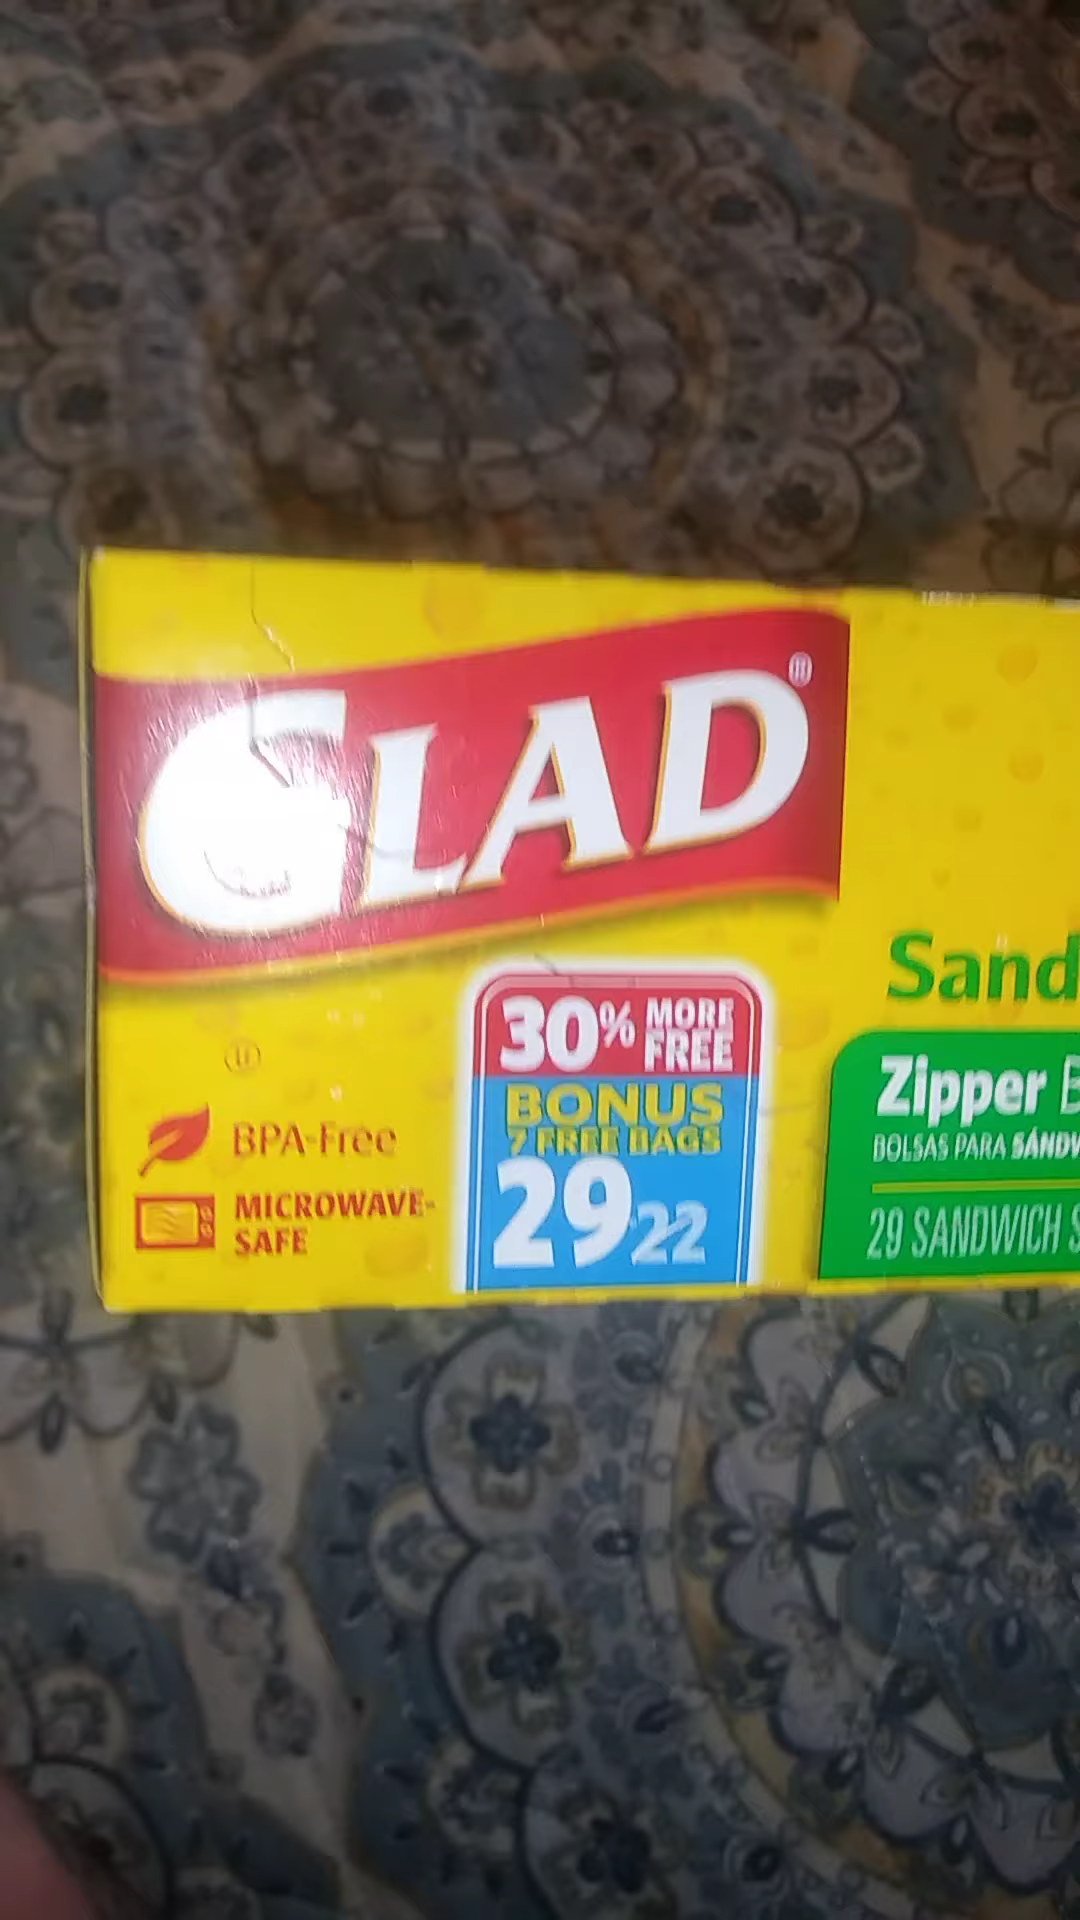 GLAD®
30% MORE FREE
BONUS
7 FREE BAGS
29 22
BPA-Free
MICROWAVE-
SAFE
Sand
Zipper
BOLSAS PARA SÁNDW
29 SANDWICH S